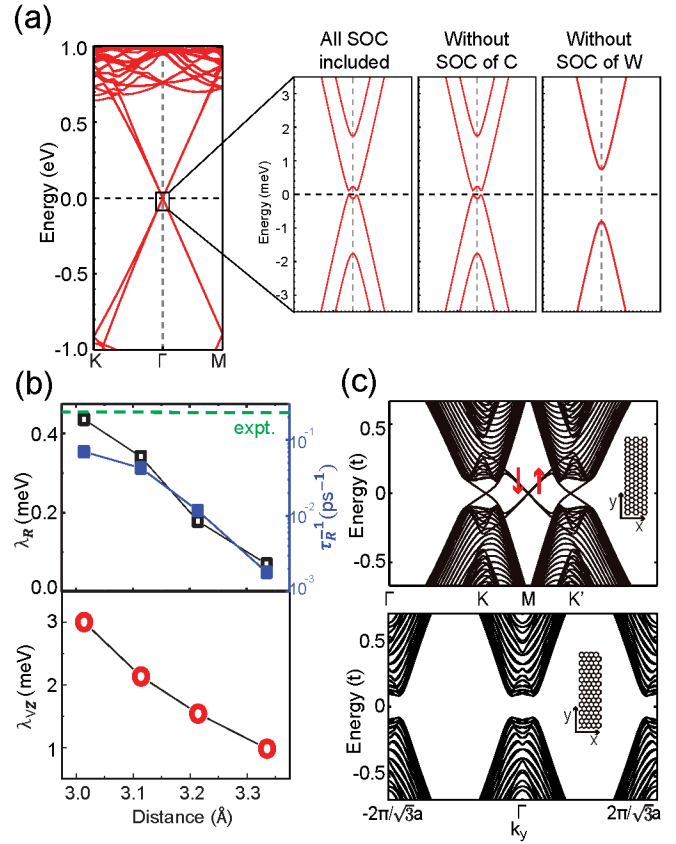 (a)
All SOC
included
Without
SOC of C
Without
SOC of W
1.0
0.5
0.0
-0.5
-1.0
Energy (eV)
K
Γ
M
3
2
1
0
-1
-2
-3
Energy (meV)
(b)
expt.
0.4
0.2
0.0
λR (meV)
10⁻¹
10⁻²
10⁻³
τR⁻¹(ps⁻¹)
3
2
1
λVZ (meV)
3.0
3.1
3.2
3.3
Distance (Å)
(c)
0.5
0
-0.5
Energy (t)
y
x
Γ
K
M
K'
0.5
0
-0.5
Energy (t)
y
x
-2π/√3a
Γ
2π/√3a
ky